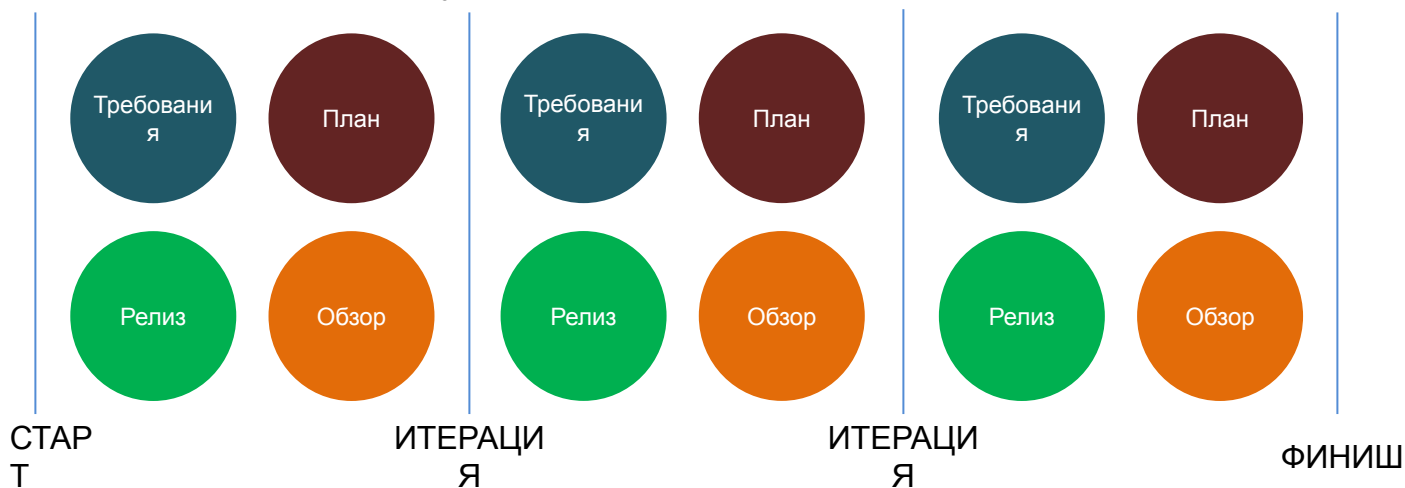 Требовани
я
План
Требовани
я
План
Требовани
я
План
Релиз
Обзор
Релиз
Обзор
Релиз
Обзор
СТАР
Т
ИТЕРАЦИ
Я
ИТЕРАЦИ
Я
ФИНИШ